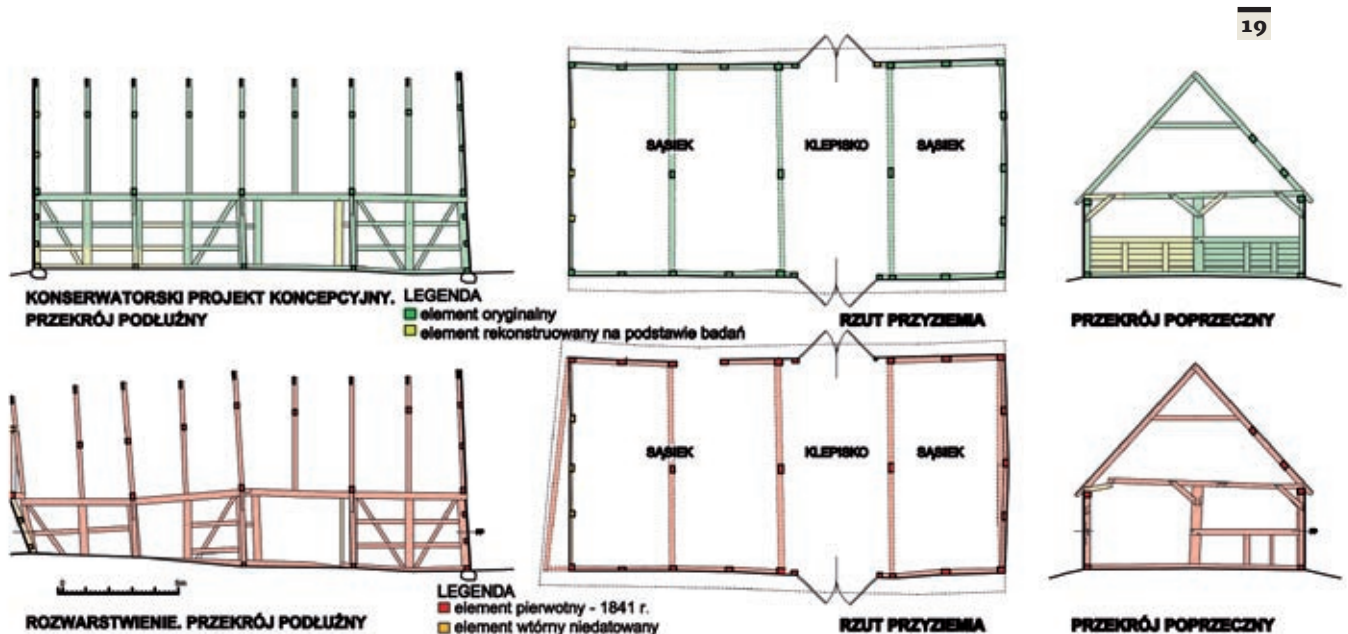 19
SĄSIEK
KLEPISKO
SĄSIEK
KONSERWATORSKI PROJEKT KONCEPCYJNY.
PRZEKRÓJ PODŁUŻNY
LEGENDA
element oryginalny
element rekonstruowany na podstawie badań
RZUT PRZYZIEMIA
PRZEKRÓJ POPRZECZNY
SĄSIEK
KLEPISKO
SĄSIEK
0
5m
ROZWARSTWIENIE. PRZEKRÓJ PODŁUŻNY
LEGENDA
element pierwotny - 1841 r.
element wtórny niedatowany
RZUT PRZYZIEMIA
PRZEKRÓJ POPRZECZNY